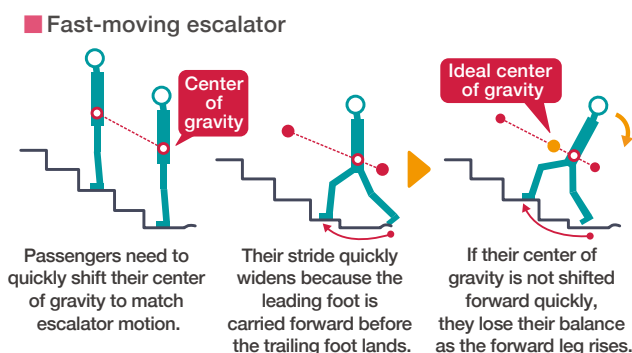 Fast-moving escalator
Center
of
gravity
Ideal center
of gravity
Passengers need to
quickly shift their center
of gravity to match
escalator motion.
Their stride quickly
widens because the
leading foot is
carried forward before
the trailing foot lands.
If their center of
gravity is not shifted
forward quickly,
they lose their balance
as the forward leg rises.